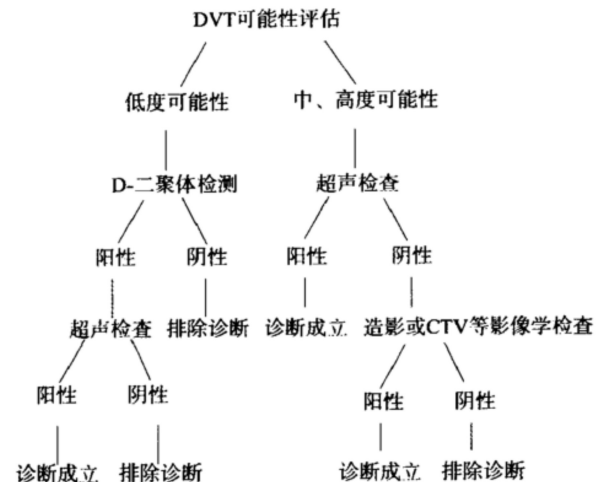 DVT可能性评估
低度可能性 中、高度可能性
D-二聚体检测 超声检查
阳性 阴性 阳性 阴性
超声检查 排除诊断 诊断成立 造影或CTV等影像学检查
阳性 阴性 阳性 阴性
诊断成立 排除诊断 诊断成立 排除诊断